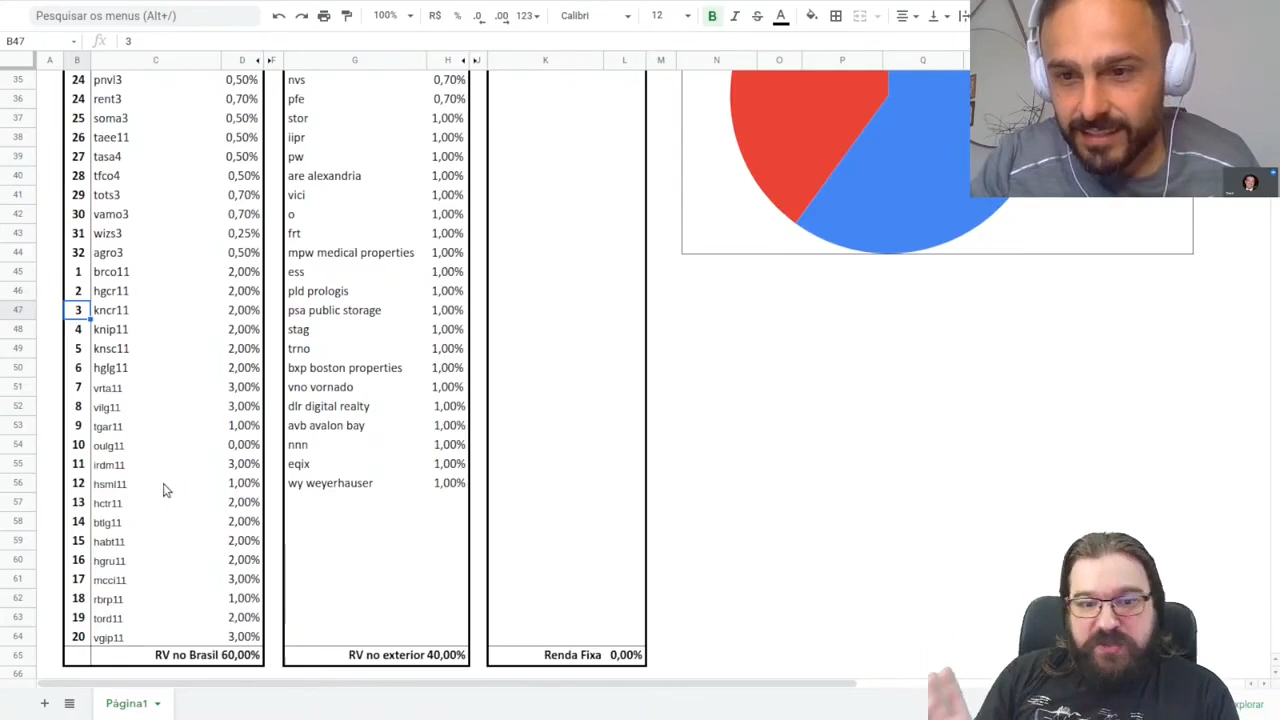 Pesquisar os menus (Alt+/) 100% R$ % .0 .00 123 Calibri 12 B I S A
B47 fx 3
A B C D F G H J K L M N O P Q
35 24 pnvl3 0,50% nvs 0,70%
36 24 rent3 0,70% pfe 0,70%
37 25 soma3 0,50% stor 1,00%
38 26 taee11 0,50% iipr 1,00%
39 27 tasa4 0,50% pw 1,00%
40 28 tfco4 0,50% are alexandria 1,00%
41 29 tots3 0,70% vici 1,00%
42 30 vamo3 0,70% o 1,00%
43 31 wizs3 0,25% frt 1,00%
44 32 agro3 0,50% mpw medical properties 1,00%
45 1 brco11 2,00% ess 1,00%
46 2 hgcr11 2,00% pld prologis 1,00%
47 3 kncr11 2,00% psa public storage 1,00%
48 4 knip11 2,00% stag 1,00%
49 5 knsc11 2,00% trno 1,00%
50 6 hglg11 2,00% bxp boston properties 1,00%
51 7 vrta11 3,00% vno vornado 1,00%
52 8 vilg11 3,00% dlr digital realty 1,00%
53 9 tgar11 1,00% avb avalon bay 1,00%
54 10 oulg11 0,00% nnn 1,00%
55 11 irdm11 3,00% eqix 1,00%
56 12 hsml11 1,00% wy weyerhauser 1,00%
57 13 hctr11 2,00%
58 14 btlg11 2,00%
59 15 habt11 2,00%
60 16 hgru11 2,00%
61 17 mcci11 3,00%
62 18 rbrp11 1,00%
63 19 tord11 2,00%
64 20 vgip11 3,00%
65 RV no Brasil 60,00% RV no exterior 40,00% Renda Fixa 0,00%
66
Página1 xplorar